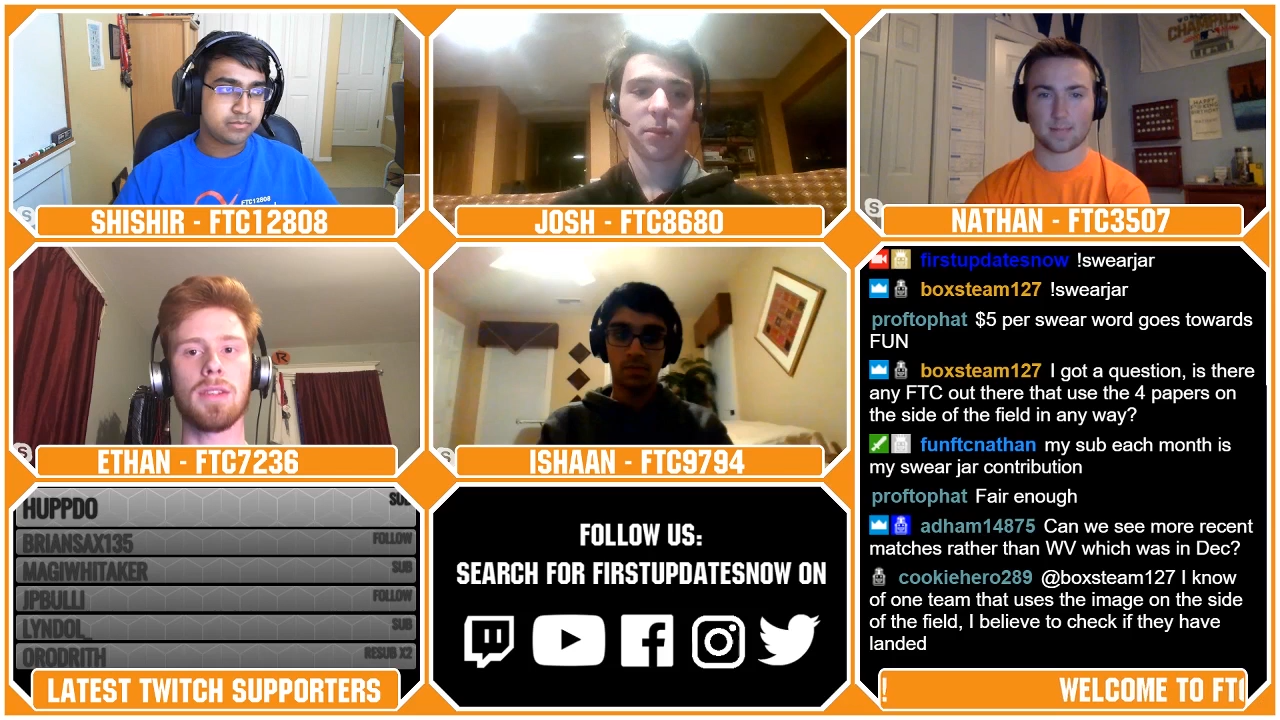 CHAMPIONS
HAPPY
BIRTHDAY
FTC12808
SHISHIR - FTC12808
JOSH - FTC8680
NATHAN - FTC3507
R
ETHAN - FTC7236
ISHAAN - FTC9794
firstupdatesnow !swearjar
boxsteam127 !swearjar
proftophat $5 per swear word goes towards
FUN
boxsteam127 I got a question, is there
any FTC out there that use the 4 papers on
the side of the field in any way?
funftcnathan my sub each month is
my swear jar contribution
proftophat Fair enough
adham14875 Can we see more recent
matches rather than WV which was in Dec?
cookiehero289 @boxsteam127 I know
of one team that uses the image on the side
of the field, I believe to check if they have
landed
HUPPDO SUB
BRIANSAX135 FOLLOW
MAGIWHITAKER SUB
JPBULLI FOLLOW
LYNDOL_ SUB
ORODRITH RESUB X2
LATEST TWITCH SUPPORTERS
FOLLOW US:
SEARCH FOR FIRSTUPDATESNOW ON
! WELCOME TO FTC